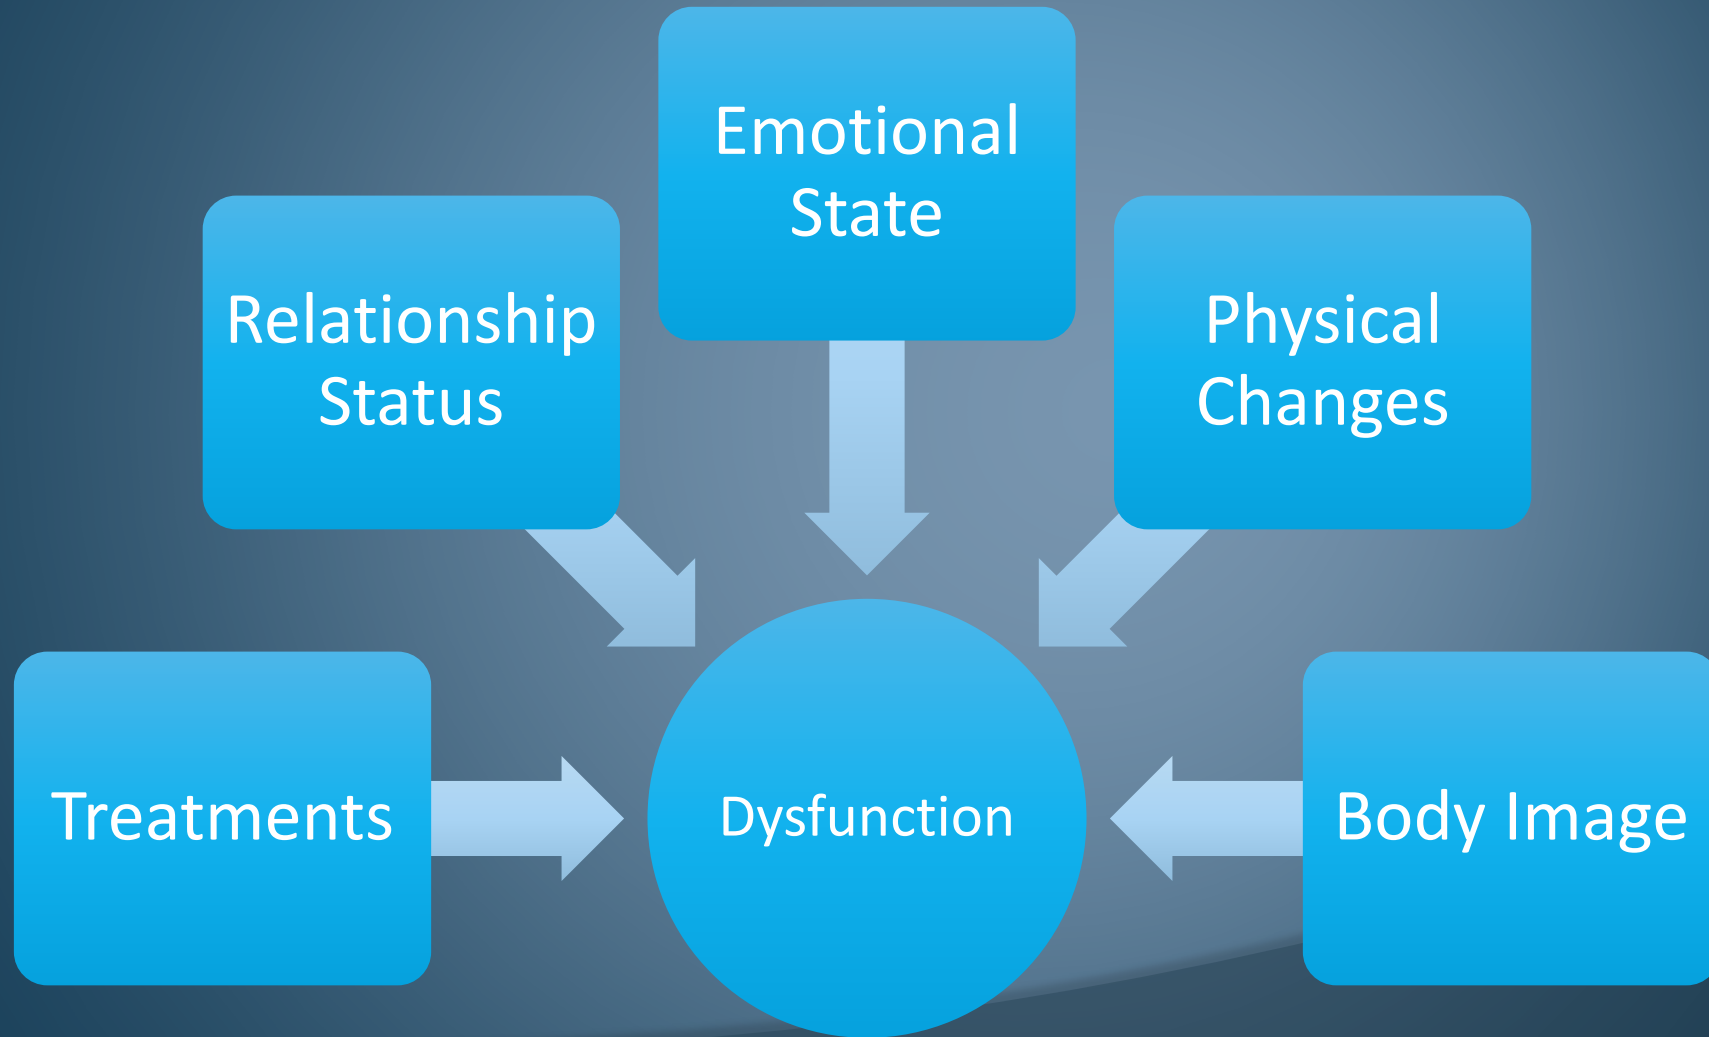 Emotional
State
Relationship
Status
Physical
Changes
Treatments
Dysfunction
Body Image